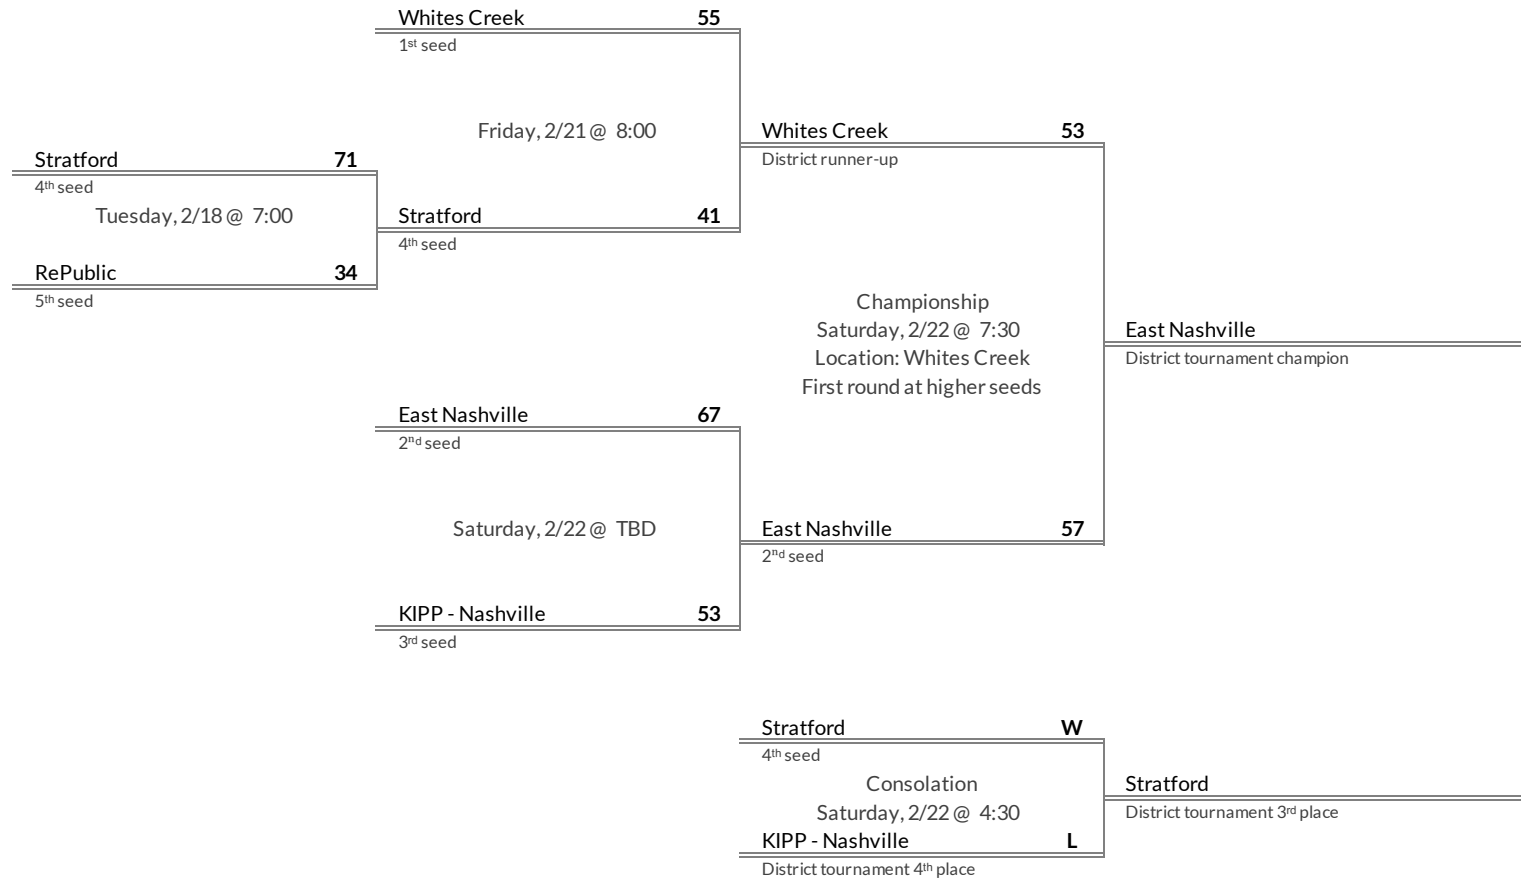 Whites Creek 55
1st seed
Friday, 2/21 @ 8:00
Whites Creek 53
District runner-up
Stratford 71
4th seed
Tuesday, 2/18 @ 7:00
Stratford 41
4th seed
RePublic 34
5th seed
Championship
Saturday, 2/22 @ 7:30
Location: Whites Creek
First round at higher seeds
East Nashville
District tournament champion
East Nashville 67
2nd seed
Saturday, 2/22 @ TBD
East Nashville 57
2nd seed
KIPP - Nashville 53
3rd seed
Stratford W
4th seed
Consolation
Saturday, 2/22 @ 4:30
Stratford
District tournament 3rd place
KIPP - Nashville L
District tournament 4th place